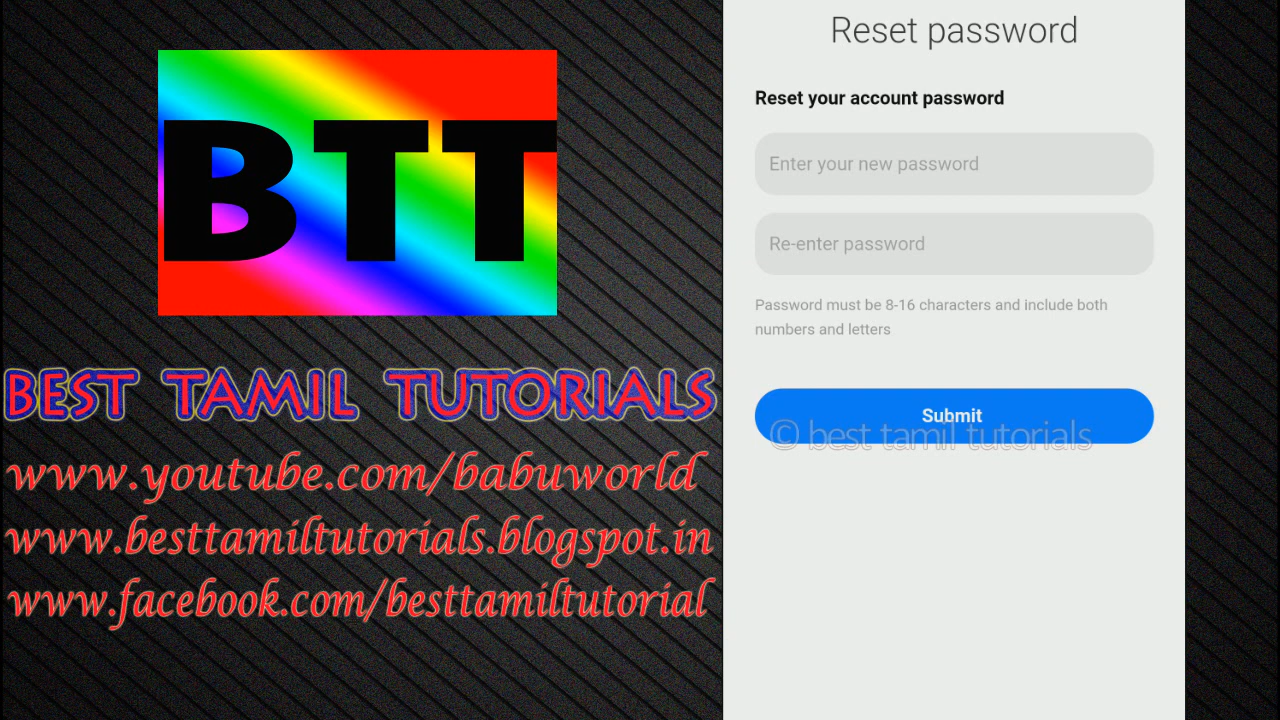 BTT
BEST TAMIL TUTORIALS
www.youtube.com/babuworld
www.besttamiltutorials.blogspot.in
www.facebook.com/besttamiltutorial
Reset password
Reset your account password
Enter your new password
Re-enter password
Password must be 8-16 characters and include both
numbers and letters
Submit
© best tamil tutorials